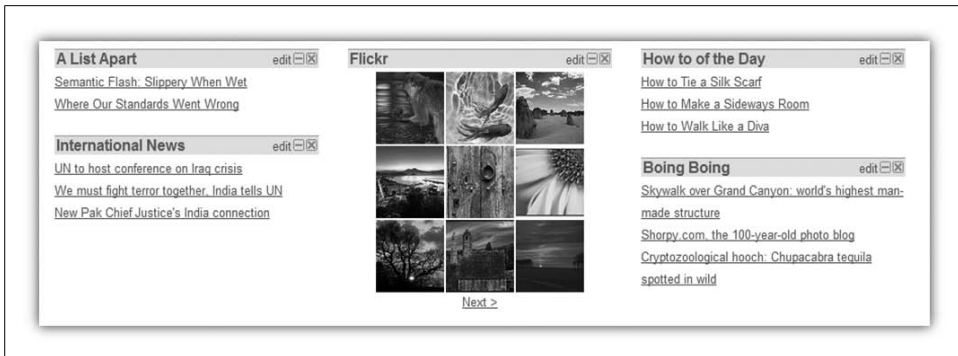 A List Apart edit
Semantic Flash: Slippery When Wet
Where Our Standards Went Wrong
International News edit
UN to host conference on Iraq crisis
We must fight terror together, India tells UN
New Pak Chief Justice's India connection
Flickr edit
Next >
How to of the Day edit
How to Tie a Silk Scarf
How to Make a Sideways Room
How to Walk Like a Diva
Boing Boing edit
Skywalk over Grand Canyon: world's highest man-
made structure
Shorpy.com, the 100-year-old photo blog
Cryptozoological hooch: Chupacabra tequila
spotted in wild